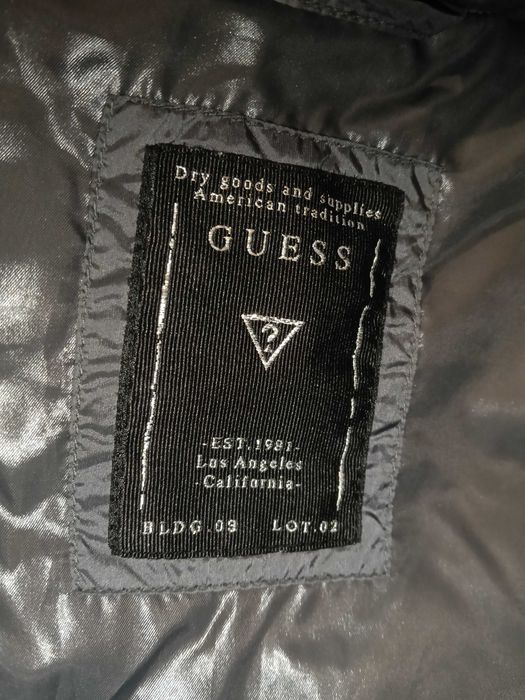 Dry goods and supplies
American tradition
GUESS
?
-EST.1981-
Los Angeles
-California-
BLDG.03 LOT.02